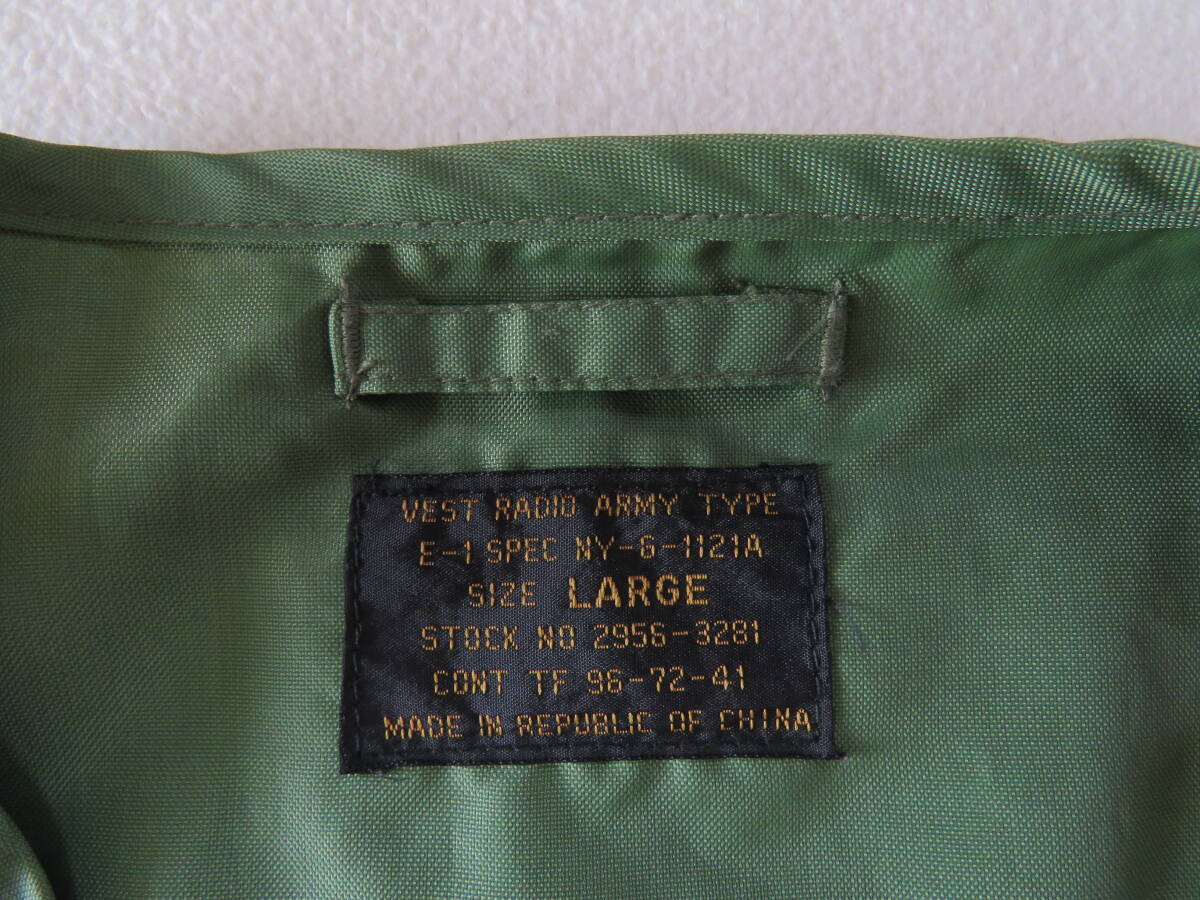 VEST RADIO ARMY TYPE
E-1 SPEC NY-6-1121A
SIZE LARGE
STOCK NO 2956-3281
CONT TF 96-72-41
MADE IN REPUBLIC OF CHINA